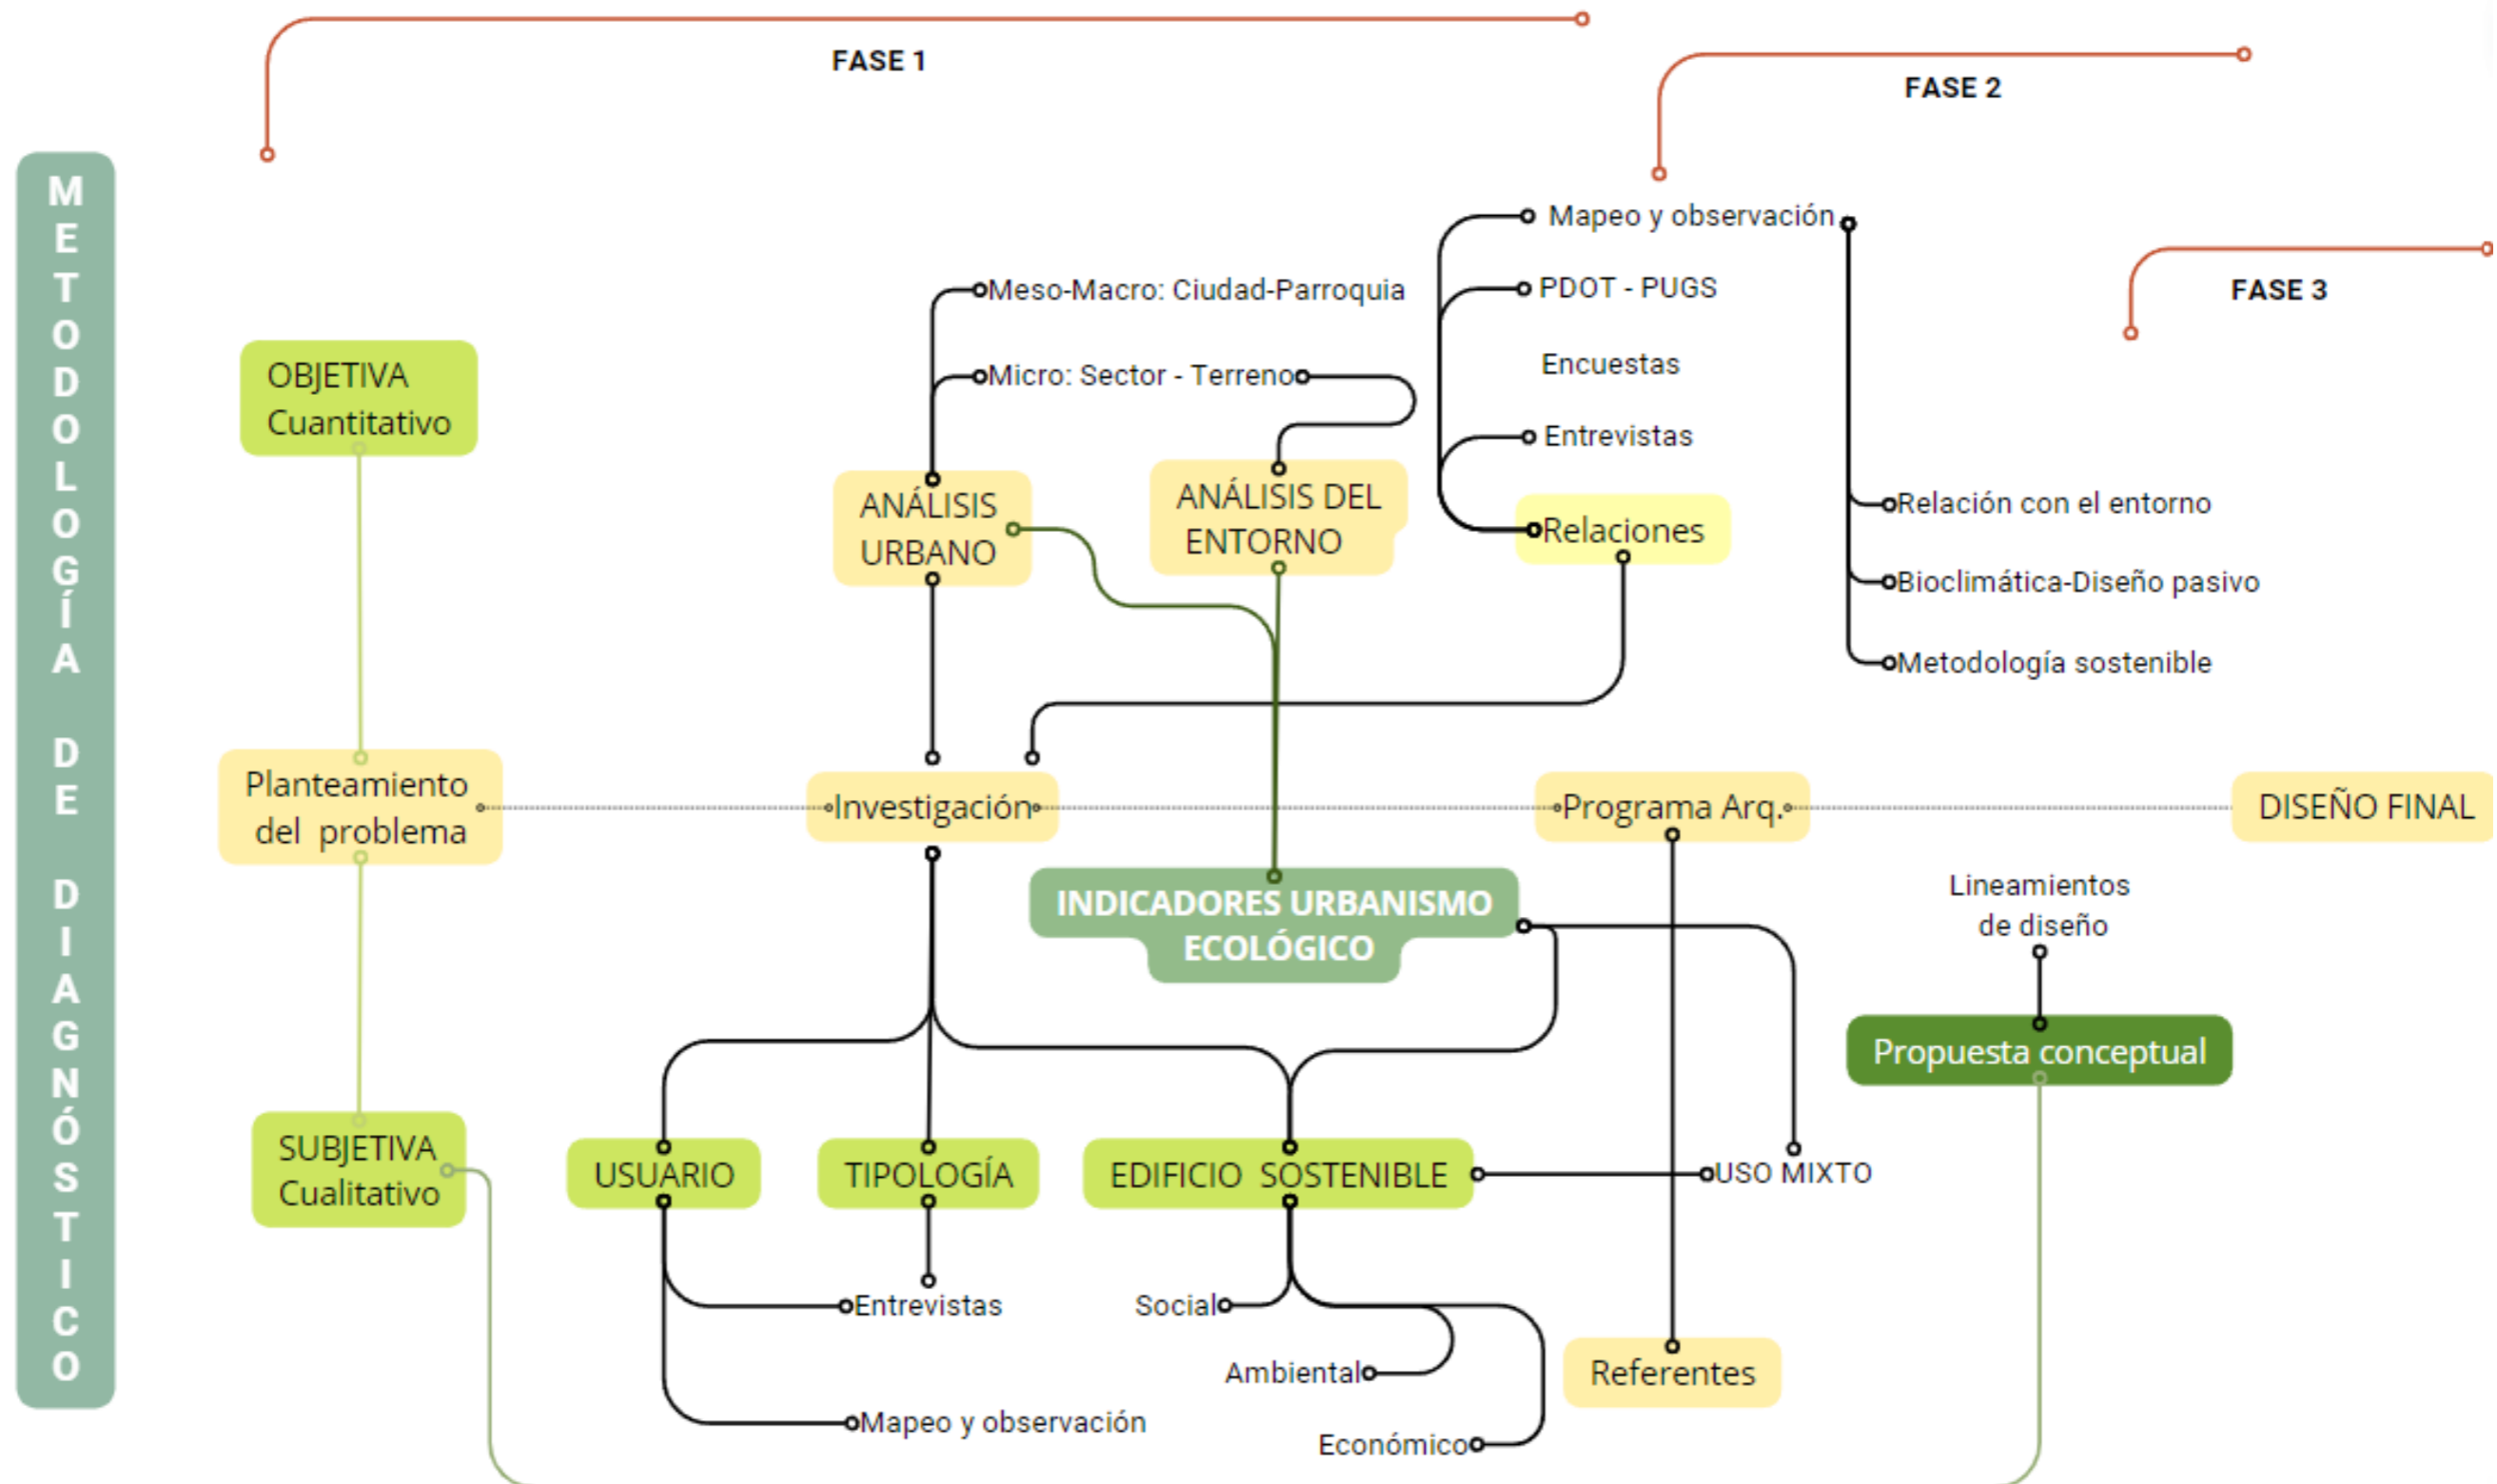 METODOLOGÍA DE DIAGNÓSTICO
FASE 1
FASE 2
FASE 3
Mapeo y observación
PDOT - PUGS
Encuestas
Entrevistas
Relaciones
Meso-Macro: Ciudad-Parroquia
Micro: Sector - Terreno
OBJETIVA
Cuantitativo
ANÁLISIS
URBANO
ANÁLISIS DEL
ENTORNO
Relación con el entorno
Bioclimática-Diseño pasivo
Metodología sostenible
Planteamiento
del problema
Investigación
Programa Arq.
DISEÑO FINAL
INDICADORES URBANISMO
ECOLÓGICO
Lineamientos
de diseño
Propuesta conceptual
SUBJETIVA
Cualitativo
USUARIO
TIPOLOGÍA
EDIFICIO SOSTENIBLE
USO MIXTO
Entrevistas
Mapeo y observación
Social
Ambiental
Económico
Referentes